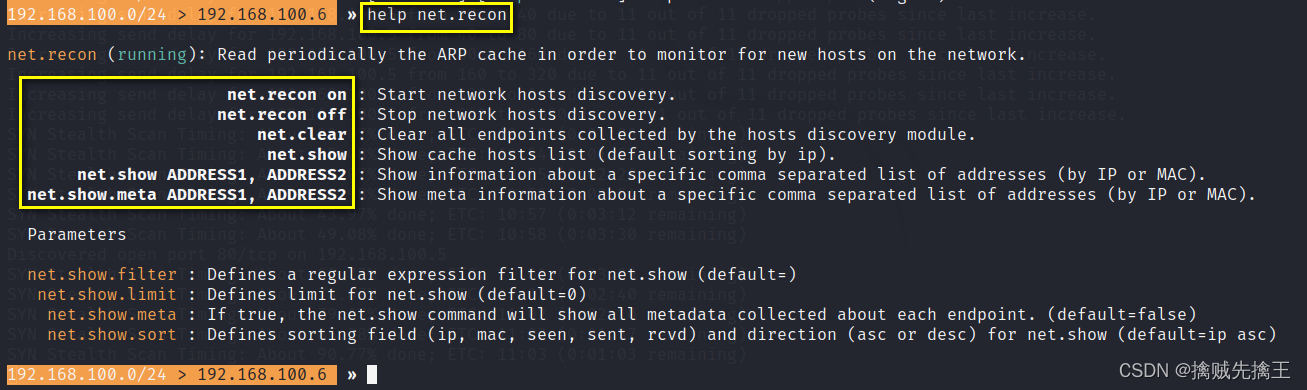 192.168.100.0/24 > 192.168.100.6 » help net.recon
net.recon (running): Read periodically the ARP cache in order to monitor for new hosts on the network.
net.recon on : Start network hosts discovery.
net.recon off : Stop network hosts discovery.
net.clear : Clear all endpoints collected by the hosts discovery module.
net.show : Show cache hosts list (default sorting by ip).
net.show ADDRESS1, ADDRESS2 : Show information about a specific comma separated list of addresses (by IP or MAC).
net.show.meta ADDRESS1, ADDRESS2 : Show meta information about a specific comma separated list of addresses (by IP or MAC).
Parameters
net.show.filter : Defines a regular expression filter for net.show (default=)
net.show.limit : Defines limit for net.show (default=0)
net.show.meta : If true, the net.show command will show all metadata collected about each endpoint. (default=false)
net.show.sort : Defines sorting field (ip, mac, seen, sent, rcvd) and direction (asc or desc) for net.show (default=ip asc)
192.168.100.0/24 > 192.168.100.6 »
CSDN @擒贼先擒王